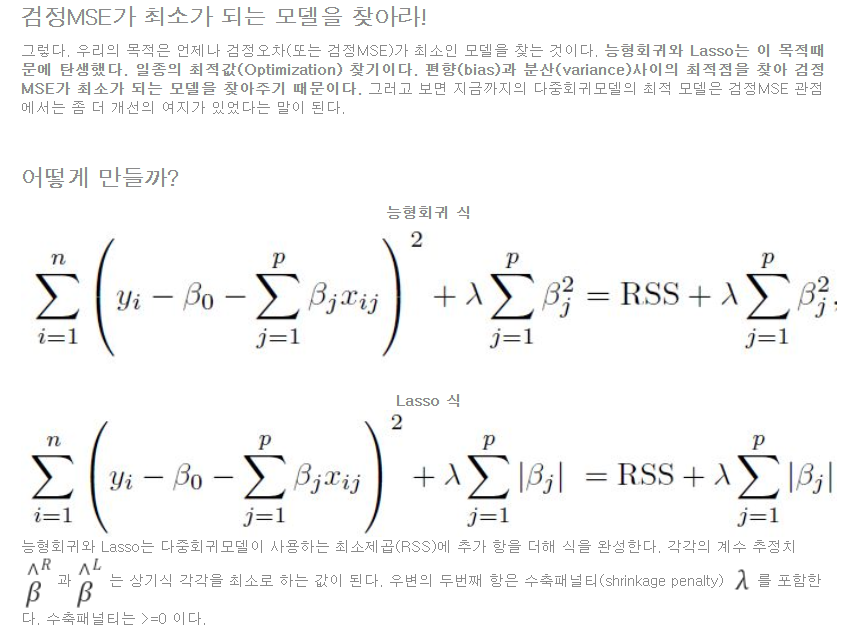 검정MSE가 최소가 되는 모델을 찾아라!
그렇다. 우리의 목적은 언제나 검정오차(또는 검정MSE)가 최소인 모델을 찾는 것이다. 능형회귀와 Lasso는 이 목적때
문에 탄생했다. 일종의 최적값(Optimization) 찾기이다. 편향(bias)과 분산(variance)사이의 최적점을 찾아 검정
MSE가 최소가 되는 모델을 찾아주기 때문이다. 그러고 보면 지금까지의 다중회귀모델의 최적 모델은 검정MSE 관점
에서는 좀 더 개선의 여지가 있었다는 말이 된다.
어떻게 만들까?
능형회귀 식
\sum_{i=1}^{n} \left( y_i - \beta_0 - \sum_{j=1}^{p} \beta_j x_{ij} \right)^2 + \lambda \sum_{j=1}^{p} \beta_j^2 = RSS + \lambda \sum_{j=1}^{p} \beta_j^2,
Lasso 식
\sum_{i=1}^{n} \left( y_i - \beta_0 - \sum_{j=1}^{p} \beta_j x_{ij} \right)^2 + \lambda \sum_{j=1}^{p} |\beta_j| = RSS + \lambda \sum_{j=1}^{p} |\beta_j|
능형회귀와 Lasso는 다중회귀모델이 사용하는 최소제곱(RSS)에 추가 항을 더해 식을 완성한다. 각각의 계수 추정치
\hat{\beta}^R 과 \hat{\beta}^L 는 상기식 각각을 최소로 하는 값이 된다. 우변의 두번째 항은 수축패널티(shrinkage penalty) λ 를 포함한
다. 수축패널티는 >=0 이다.